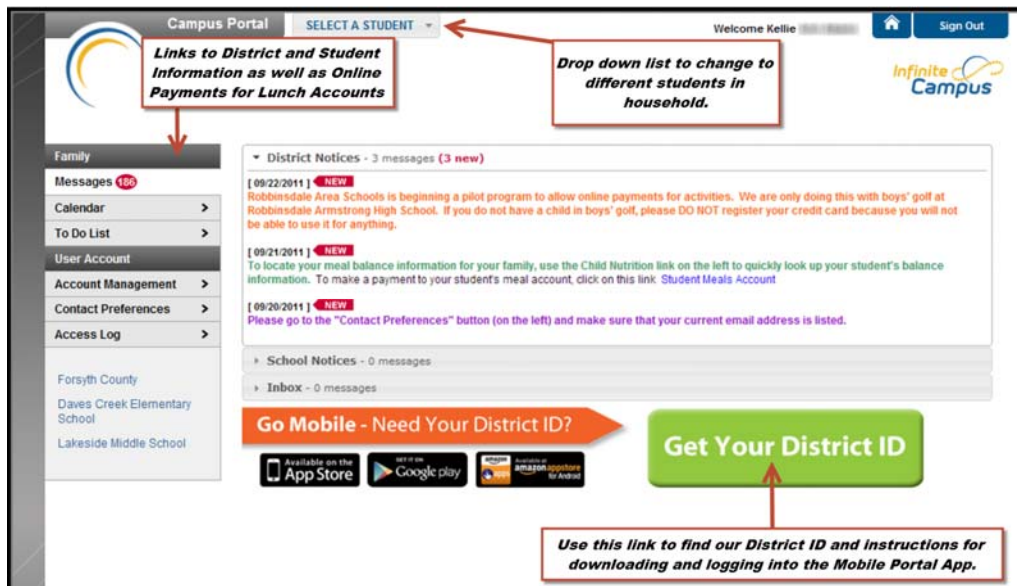 Campus Portal
SELECT A STUDENT
Welcome Kellie
Sign Out
Links to District and Student
Information as well as Online
Payments for Lunch Accounts
Drop down list to change to
different students in
household.
Infinite
Campus
Family
Messages 186
Calendar >
To Do List >
User Account
Account Management >
Contact Preferences >
Access Log >
Forsyth County
Daves Creek Elementary
School
Lakeside Middle School
District Notices - 3 messages (3 new)
[ 09/22/2011 ] NEW
Robbinsdale Area Schools is beginning a pilot program to allow online payments for activities. We are only doing this with boys' golf at
Robbinsdale Armstrong High School. If you do not have a child in boys' golf, please DO NOT register your credit card because you will not
be able to use it for anything.
[ 09/21/2011 ] NEW
To locate your meal balance information for your family, use the Child Nutrition link on the left to quickly look up your student's balance
information. To make a payment to your student's meal account, click on this link Student Meals Account
[ 09/20/2011 ] NEW
Please go to the "Contact Preferences" button (on the left) and make sure that your current email address is listed.
School Notices - 0 messages
Inbox - 0 messages
Go Mobile - Need Your District ID?
Available on the
App Store
GET IT ON
Google play
amazon
apps
Available at
amazonappstore
for Android
Get Your District ID
Use this link to find our District ID and instructions for
downloading and logging into the Mobile Portal App.